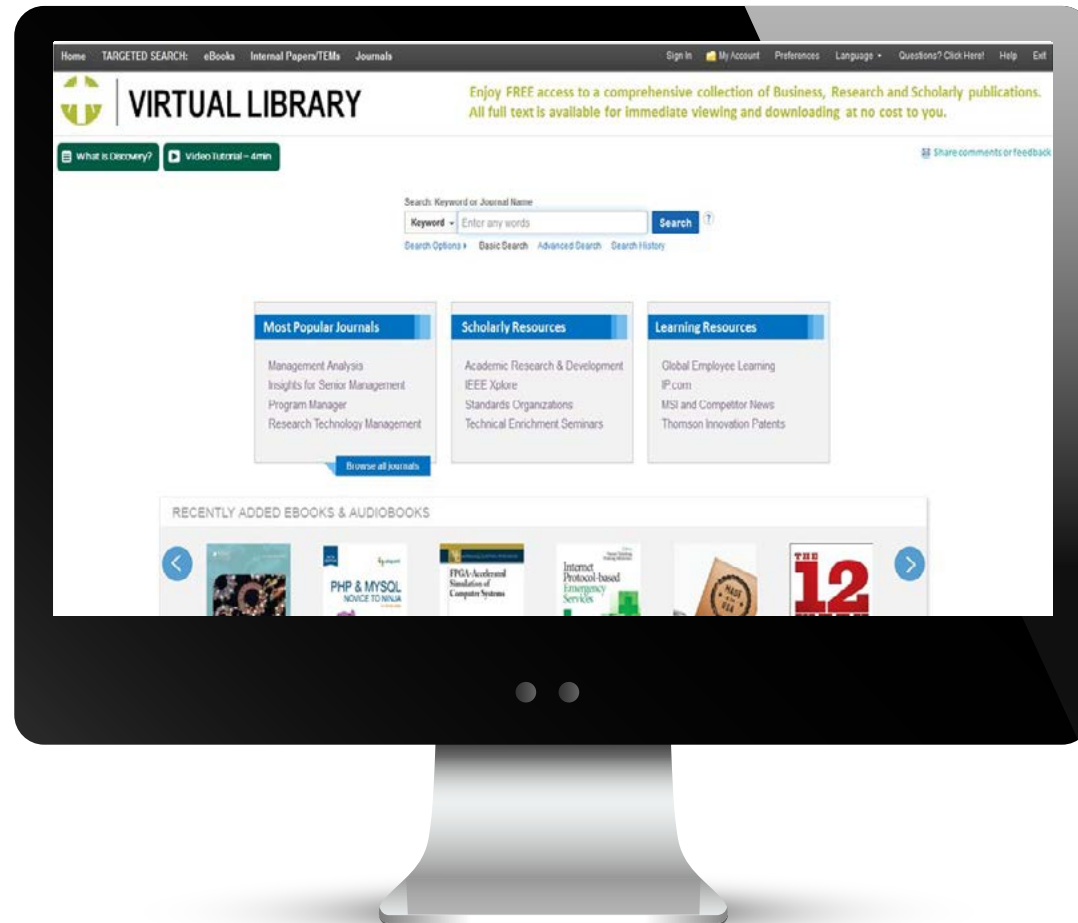 Home TARGETED SEARCH: eBooks Internal Papers/TEMs Journals Sign In My Account Preferences Language Questions? Click Here! Help Exit
VIRTUAL LIBRARY
Enjoy FREE access to a comprehensive collection of Business, Research and Scholarly publications.
All full text is available for immediate viewing and downloading at no cost to you.
What is Discovery? Video Tutorial – 4min
Share comments or feedback
Search: Keyword or Journal Name
Keyword Enter any words Search ?
Search Options Basic Search Advanced Search Search History
Most Popular Journals
Management Analysis
Insights for Senior Management
Program Manager
Research Technology Management
Browse all journals
Scholarly Resources
Academic Research & Development
IEEE Xplore
Standards Organzations
Technical Enrichment Seminars
Learning Resources
Global Employee Learning
IP.com
MSI and Competitor News
Thomson Innovation Patents
RECENTLY ADDED EBOOKS & AUDIOBOOKS
PHP & MYSQL
NOVICE TO NINJA
FPGA-Accelerated
Simulation of
Computer Systems
Internet
Protocol-based
Emergency
Services
MADE
USA
THE
12